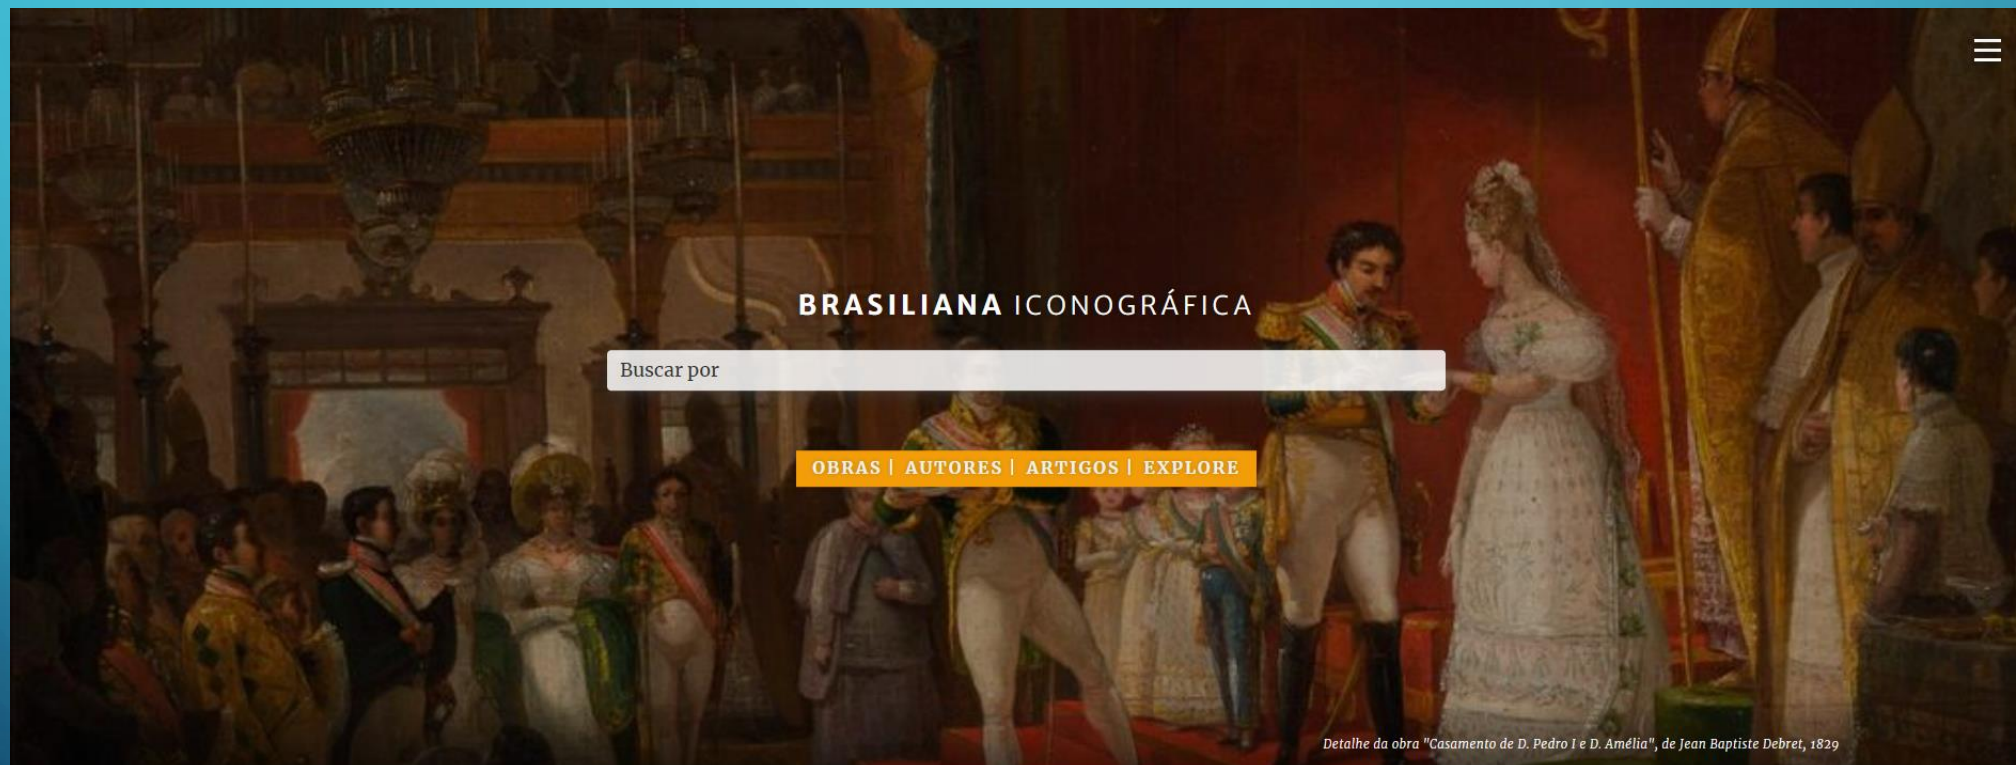 BRASILIANA ICONOGRÁFICA
Buscar por
OBRAS | AUTORES | ARTIGOS | EXPLORE
Detalhe da obra "Casamento de D. Pedro I e D. Amélia", de Jean Baptiste Debret, 1829